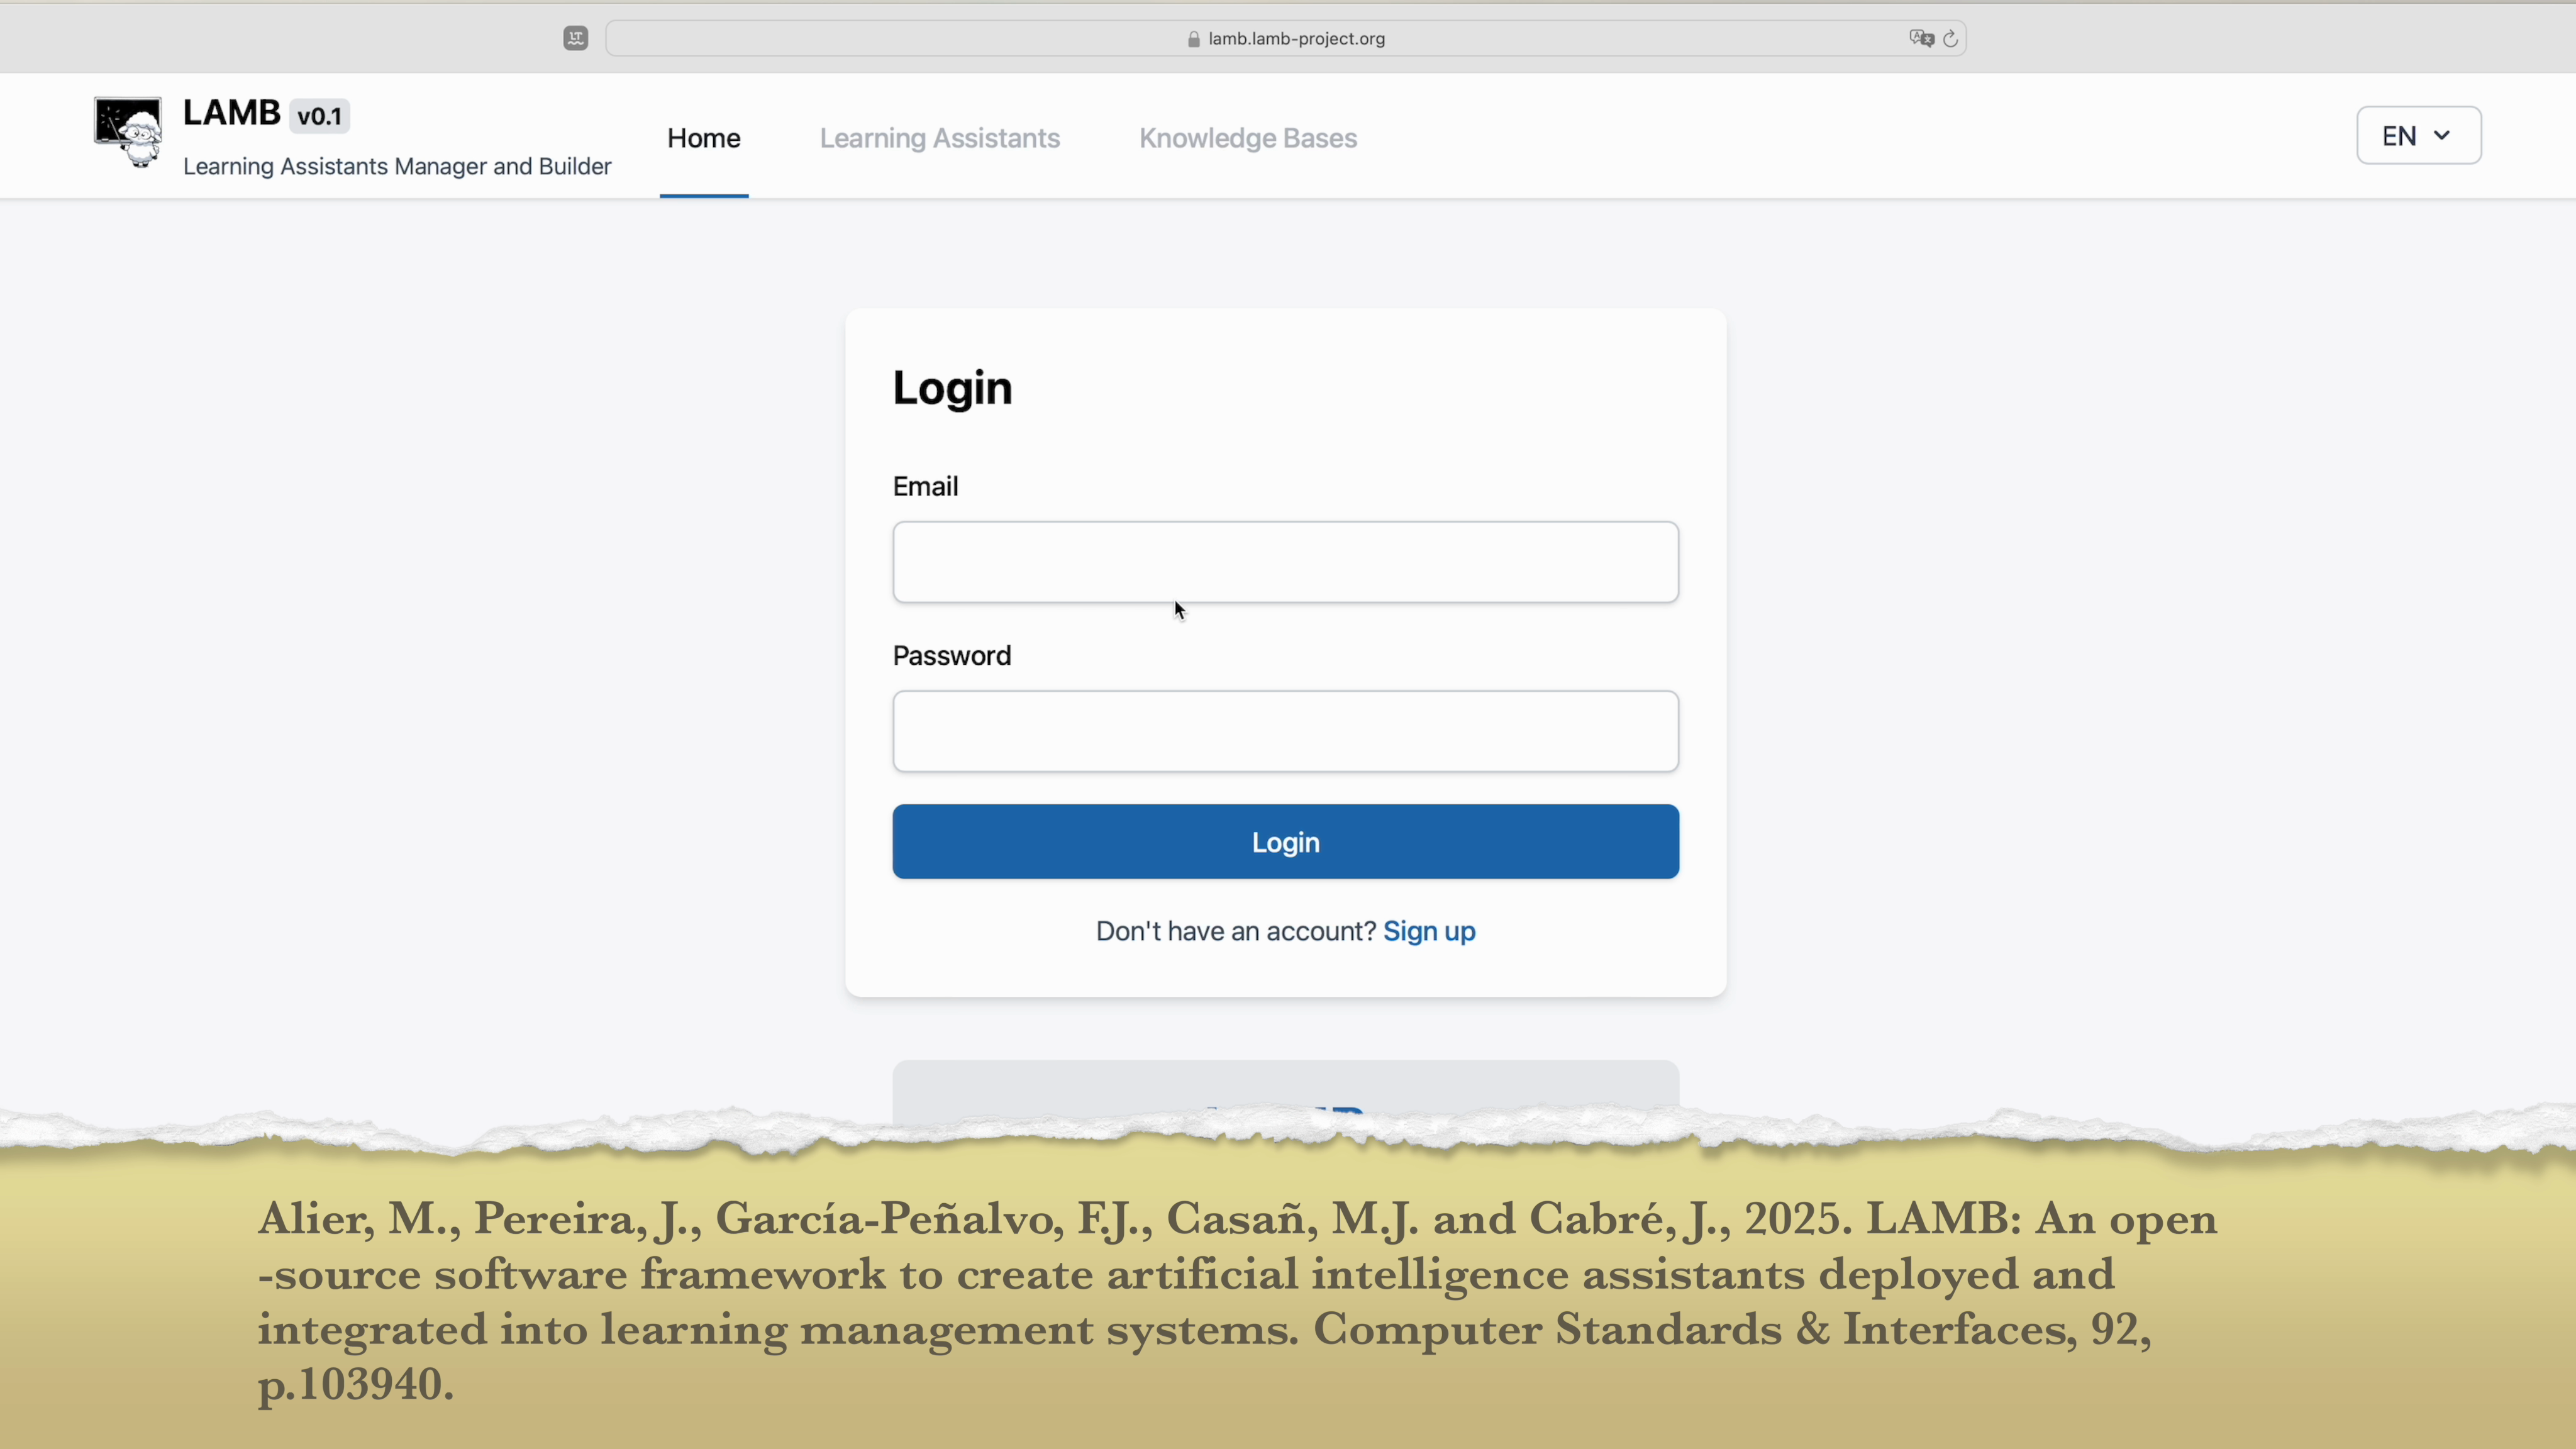 lamb.lamb-project.org
LAMB v0.1
Learning Assistants Manager and Builder
Home
Learning Assistants
Knowledge Bases
EN
Login
Email
Password
Login
Don't have an account? Sign up
Alier, M., Pereira, J., García-Peñalvo, F.J., Casañ, M.J. and Cabré, J., 2025. LAMB: An open
-source software framework to create artificial intelligence assistants deployed and
integrated into learning management systems. Computer Standards & Interfaces, 92,
p.103940.